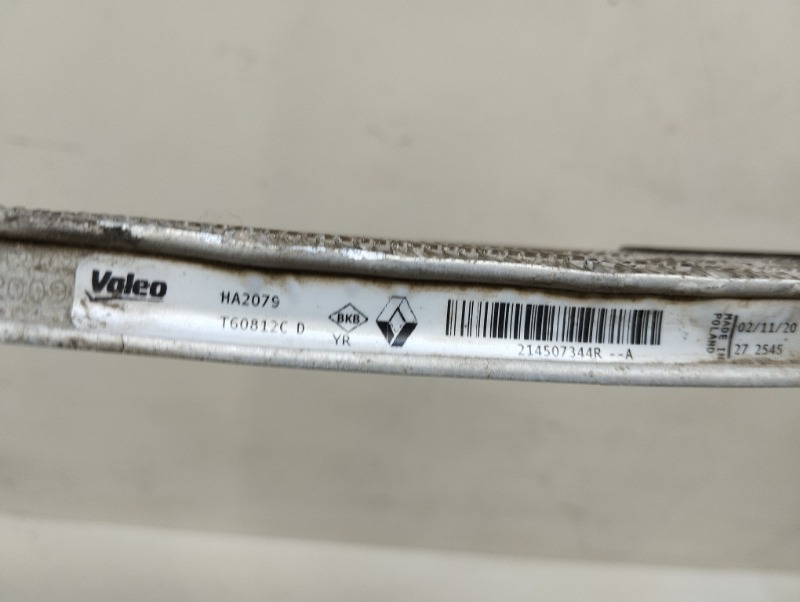 Valeo
HA2079
T60812C D
BKB
YR
214507344R --A
MADE IN
POLAND
02/11/20
27 2545